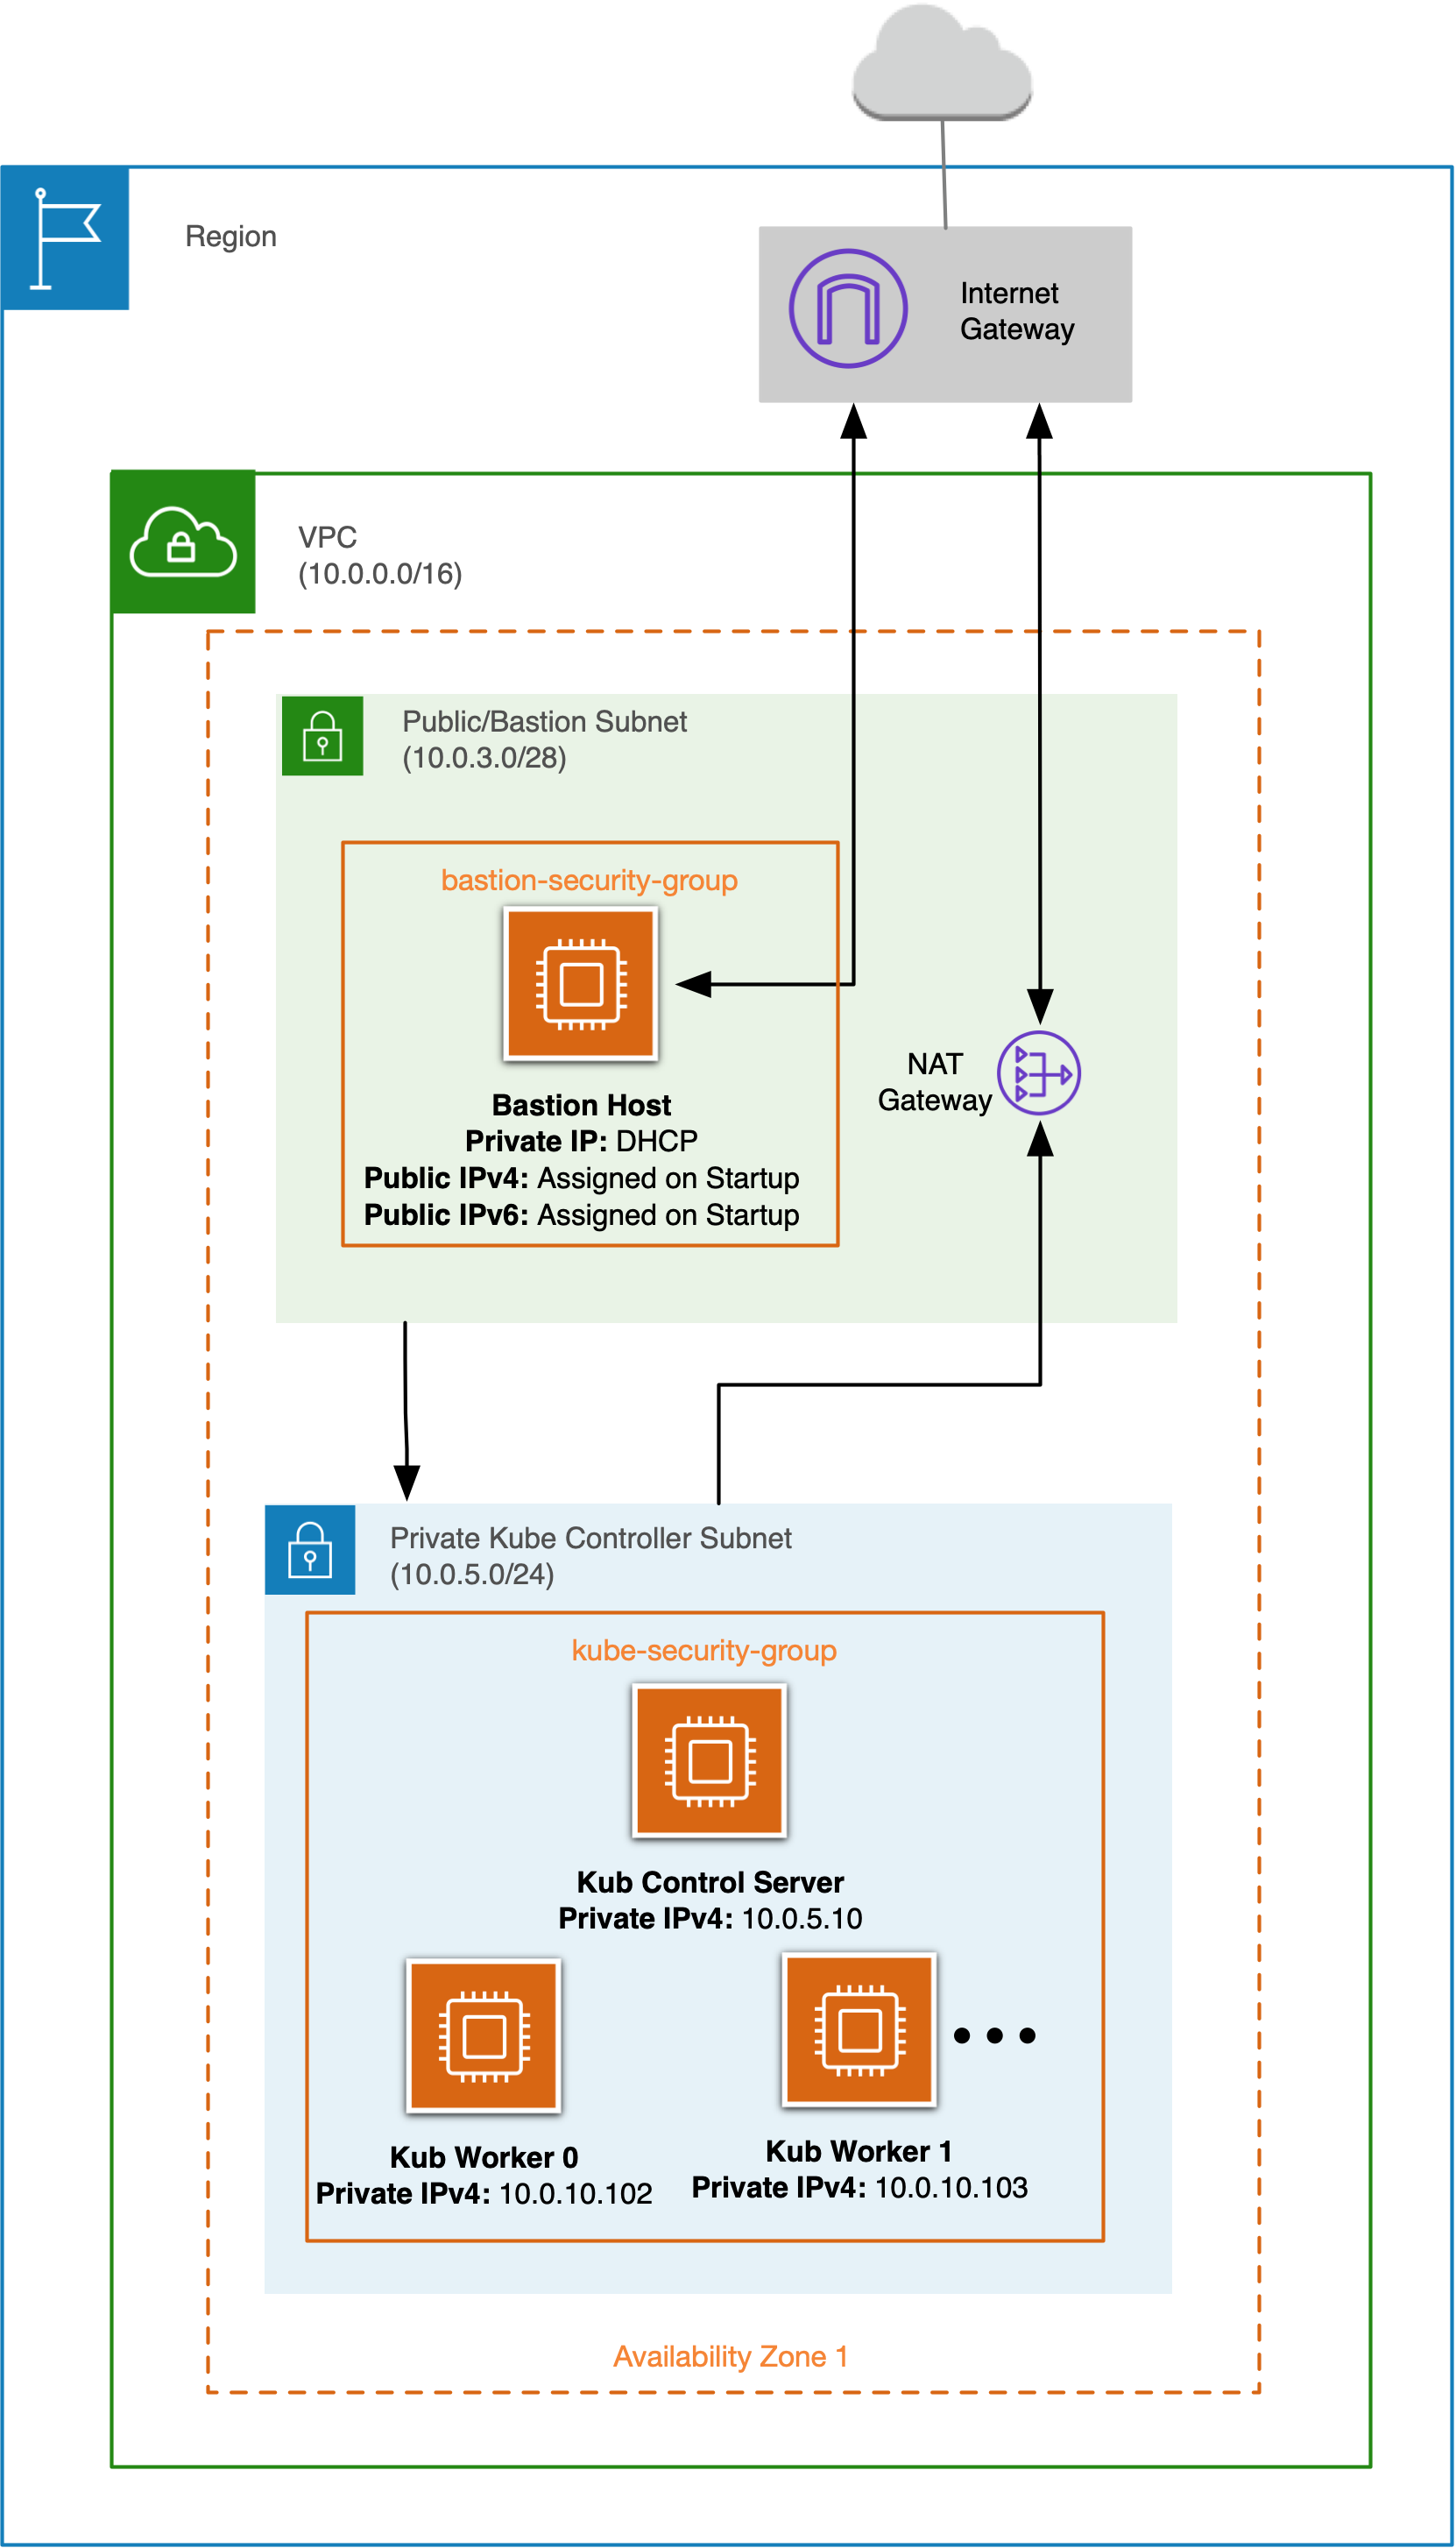 Region
Internet
Gateway
VPC
(10.0.0.0/16)
Public/Bastion Subnet
(10.0.3.0/28)
bastion-security-group
Bastion Host
Private IP: DHCP
Public IPv4: Assigned on Startup
Public IPv6: Assigned on Startup
NAT
Gateway
Private Kube Controller Subnet
(10.0.5.0/24)
kube-security-group
Kub Control Server
Private IPv4: 10.0.5.10
Kub Worker 0
Private IPv4: 10.0.10.102
Kub Worker 1
Private IPv4: 10.0.10.103
Availability Zone 1